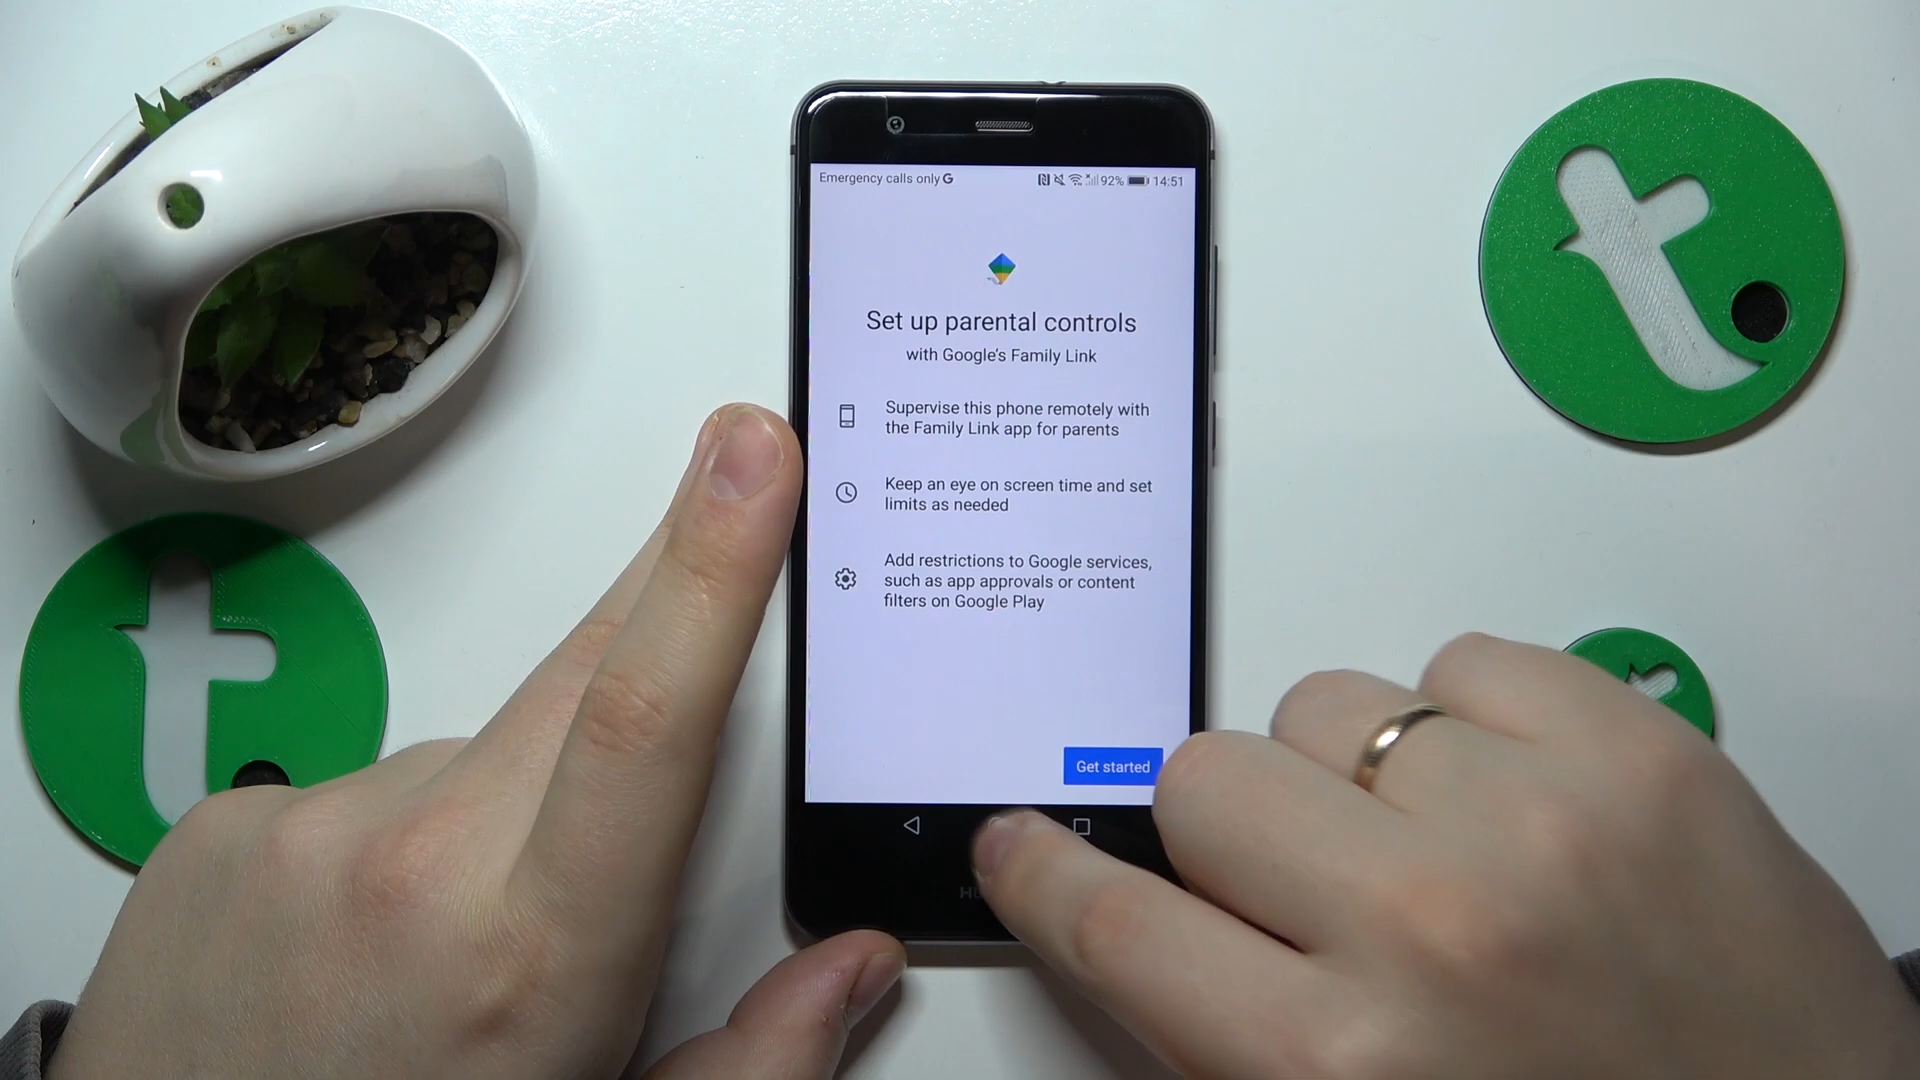 Emergency calls only G
92% 14:51
Set up parental controls
with Google's Family Link
Supervise this phone remotely with
the Family Link app for parents
Keep an eye on screen time and set
limits as needed
Add restrictions to Google services,
such as app approvals or content
filters on Google Play
Get started
t
t